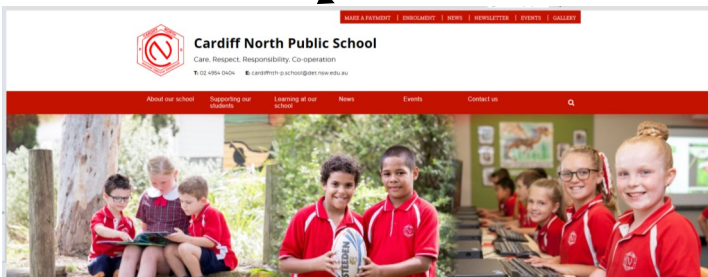 MAKE A PAYMENT | ENROLMENT | NEWS | NEWSLETTER | EVENTS | GALLERY
Cardiff North Public School
Care, Respect, Responsibility, Co-operation
T: 02 4954 0404 E: cardiffnth-p.school@det.nsw.edu.au
About our school Supporting our students Learning at our school News Events Contact us
STEEDEN